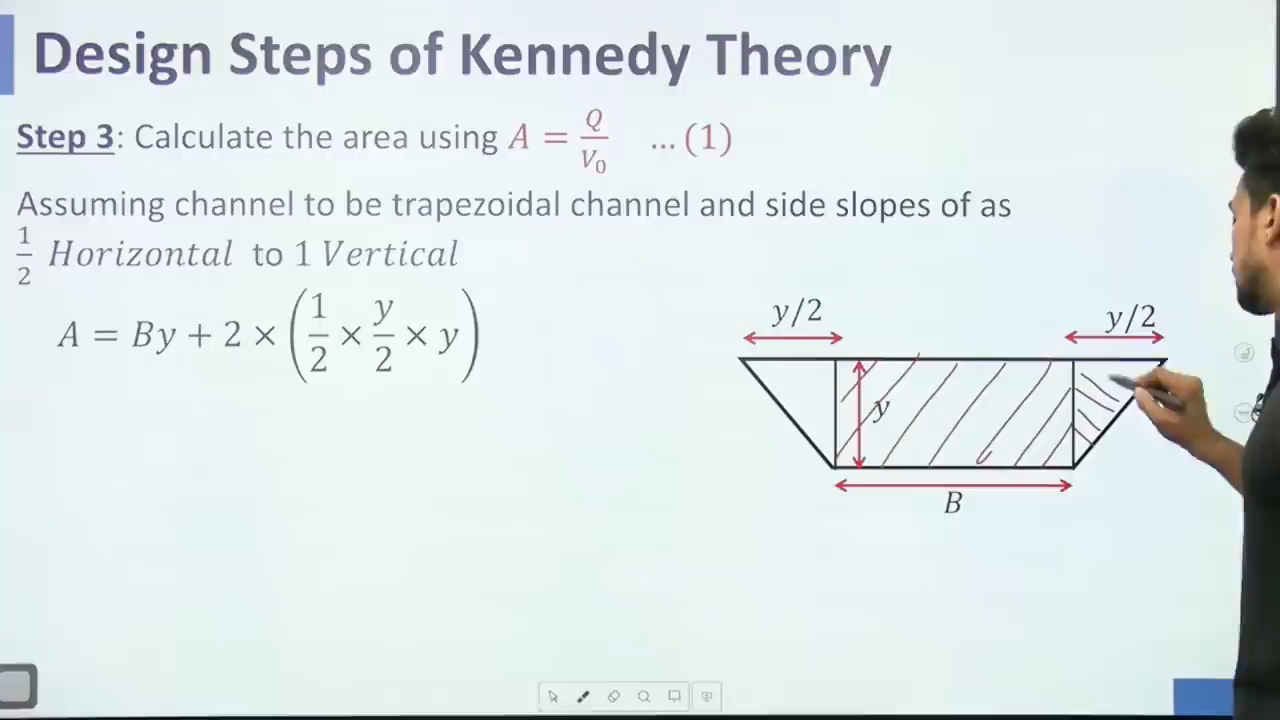 Design Steps of Kennedy Theory
Step 3: Calculate the area using A = Q/V₀ ...(1)
Assuming channel to be trapezoidal channel and side slopes of as
1/2 Horizontal to 1 Vertical
A = By + 2 × (1/2 × y/2 × y)
y/2
y/2
y
B